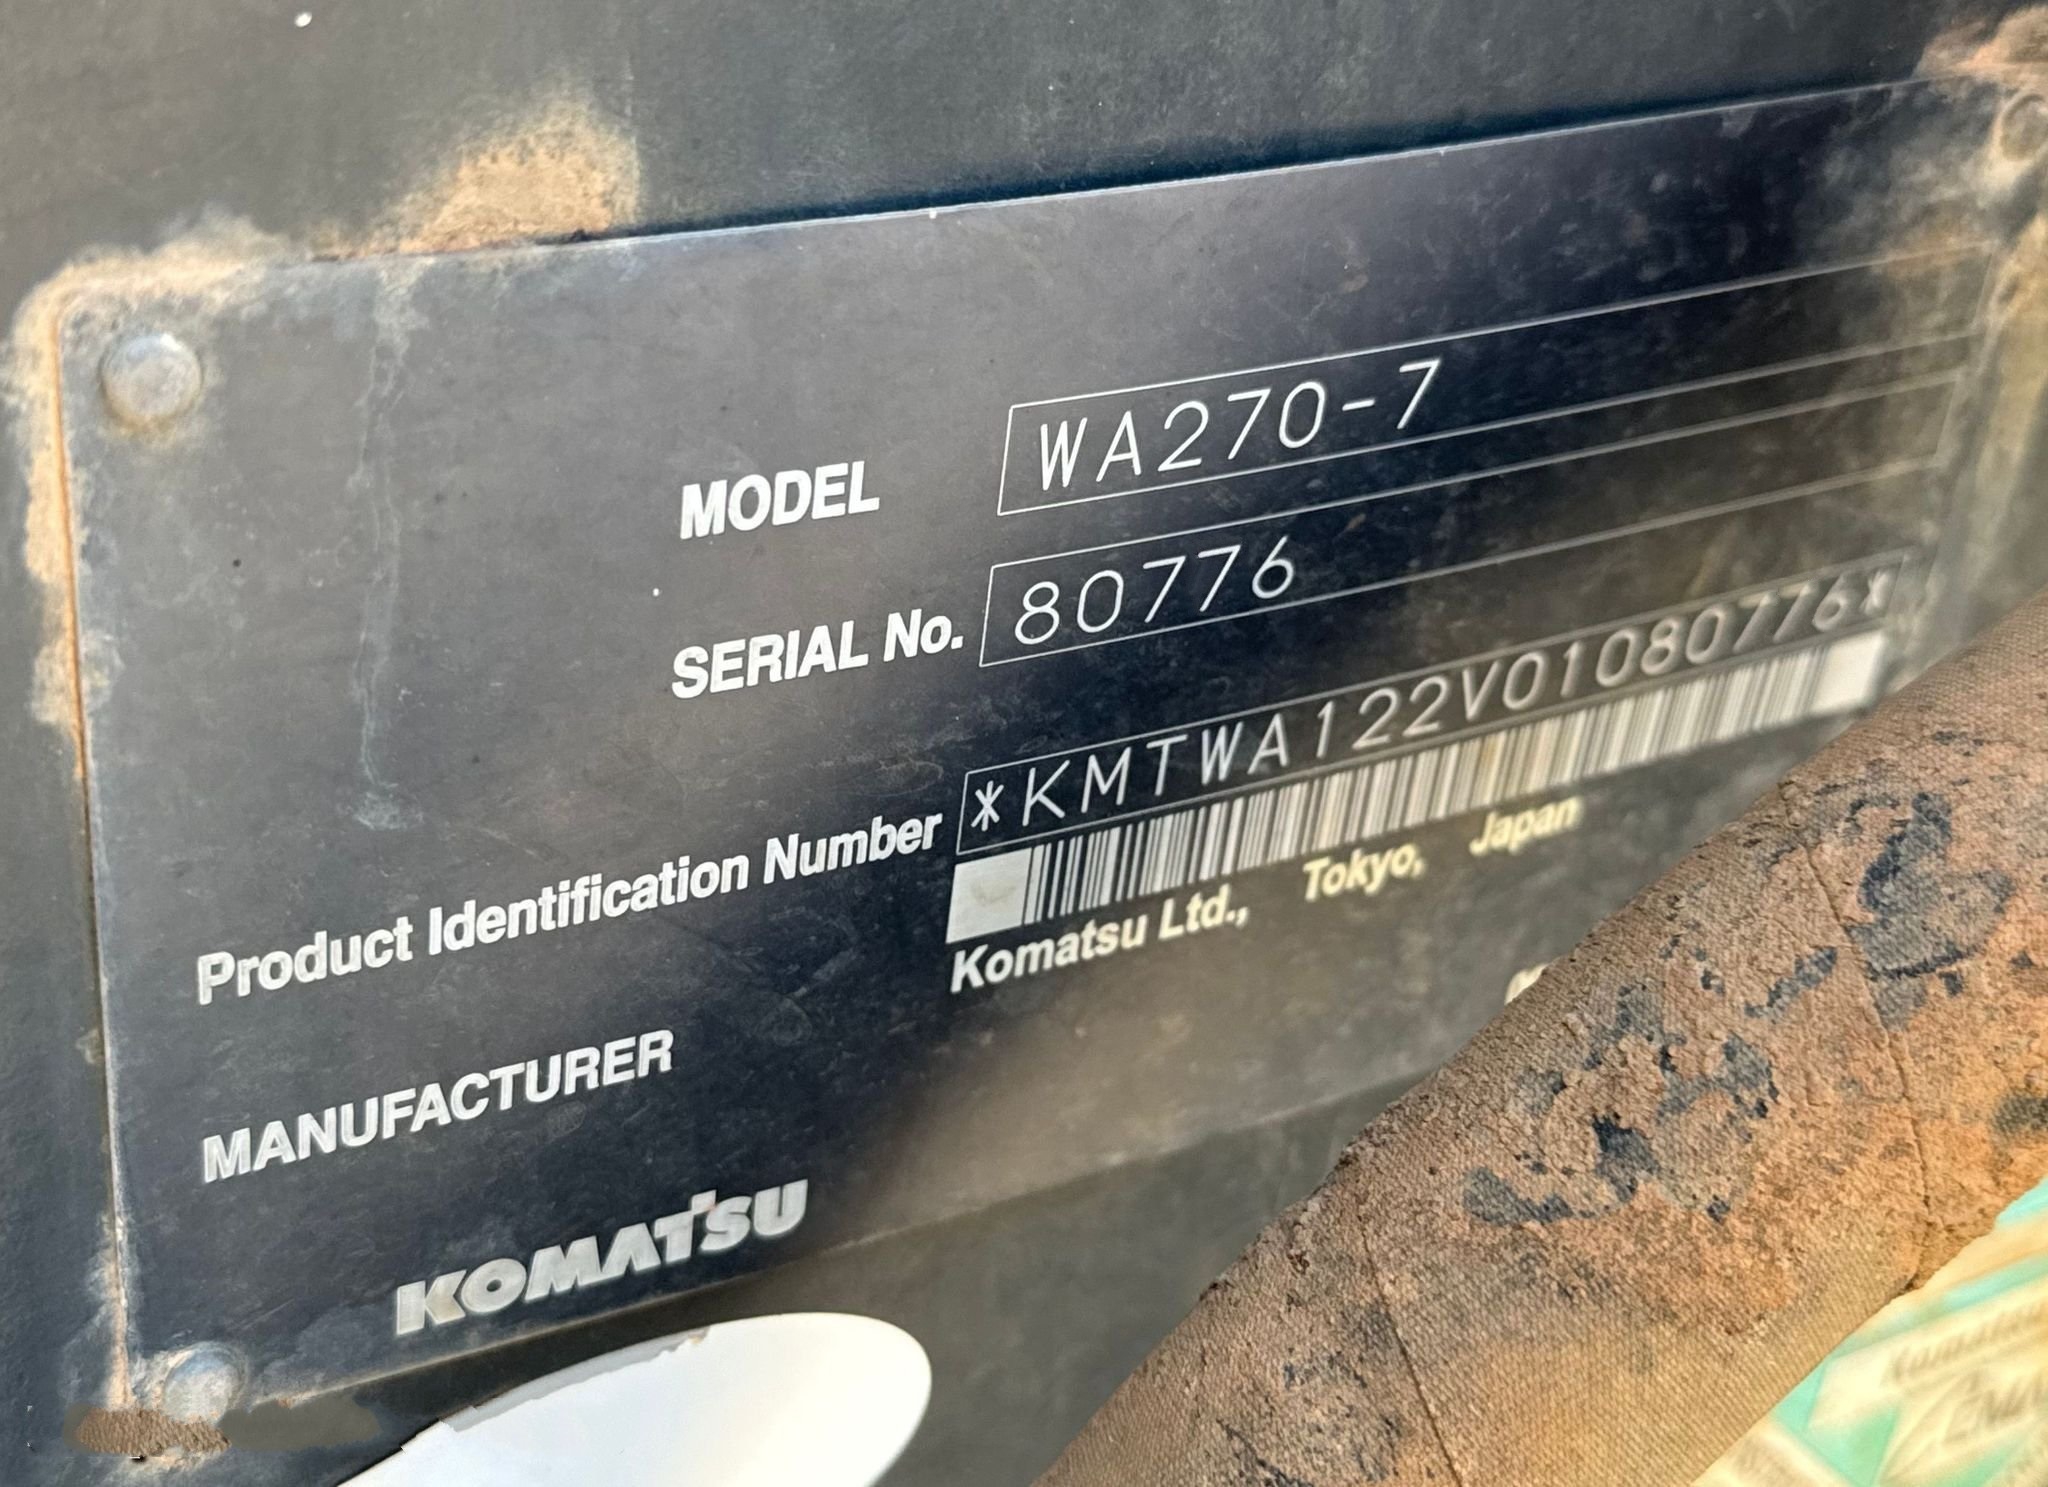 MODEL WA270-7
SERIAL No. 80776
Product Identification Number *KMTWA122V01080776*
MANUFACTURER Komatsu Ltd., Tokyo, Japan
KOMATSU